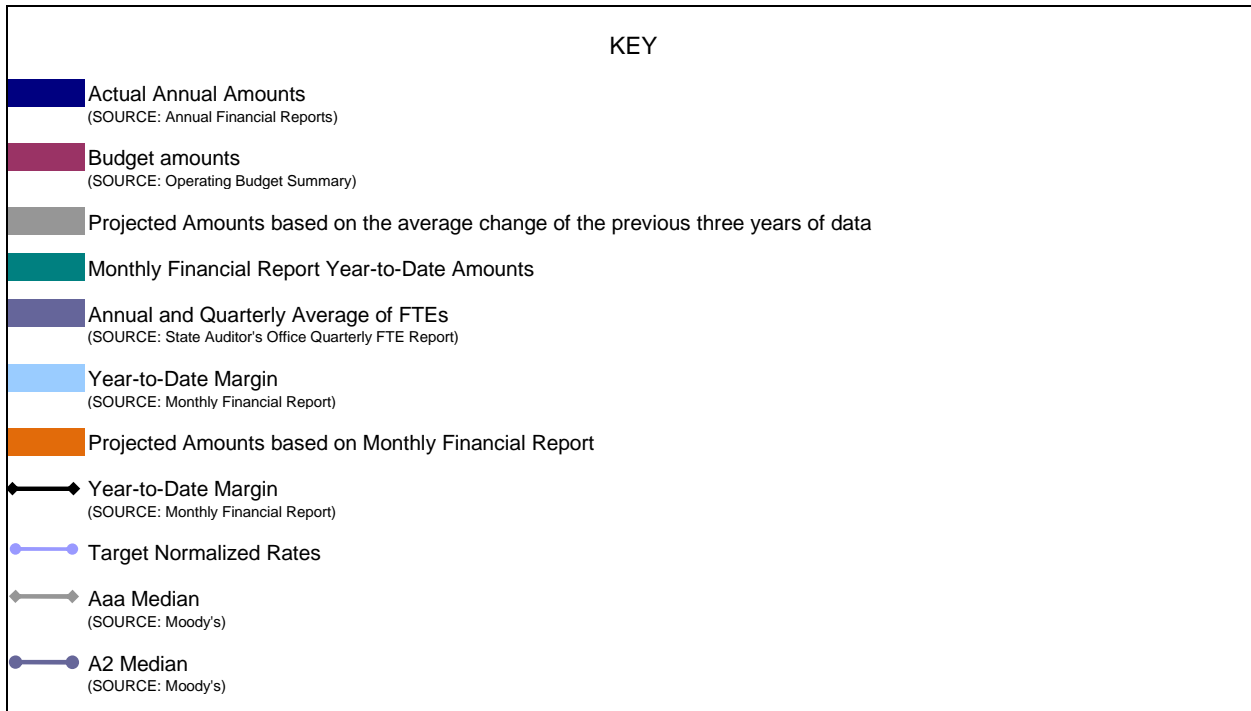 KEY
Actual Annual Amounts
(SOURCE: Annual Financial Reports)
Budget amounts
(SOURCE: Operating Budget Summary)
Projected Amounts based on the average change of the previous three years of data
Monthly Financial Report Year-to-Date Amounts
Annual and Quarterly Average of FTEs
(SOURCE: State Auditor's Office Quarterly FTE Report)
Year-to-Date Margin
(SOURCE: Monthly Financial Report)
Projected Amounts based on Monthly Financial Report
Year-to-Date Margin
(SOURCE: Monthly Financial Report)
Target Normalized Rates
Aaa Median
(SOURCE: Moody's)
A2 Median
(SOURCE: Moody's)